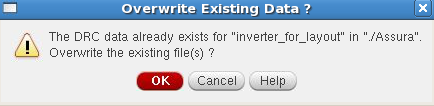 Overwrite Existing Data ?
The DRC data already exists for "inverter_for_layout" in "./Assura".
Overwrite the existing file(s) ?
OK Cancel Help